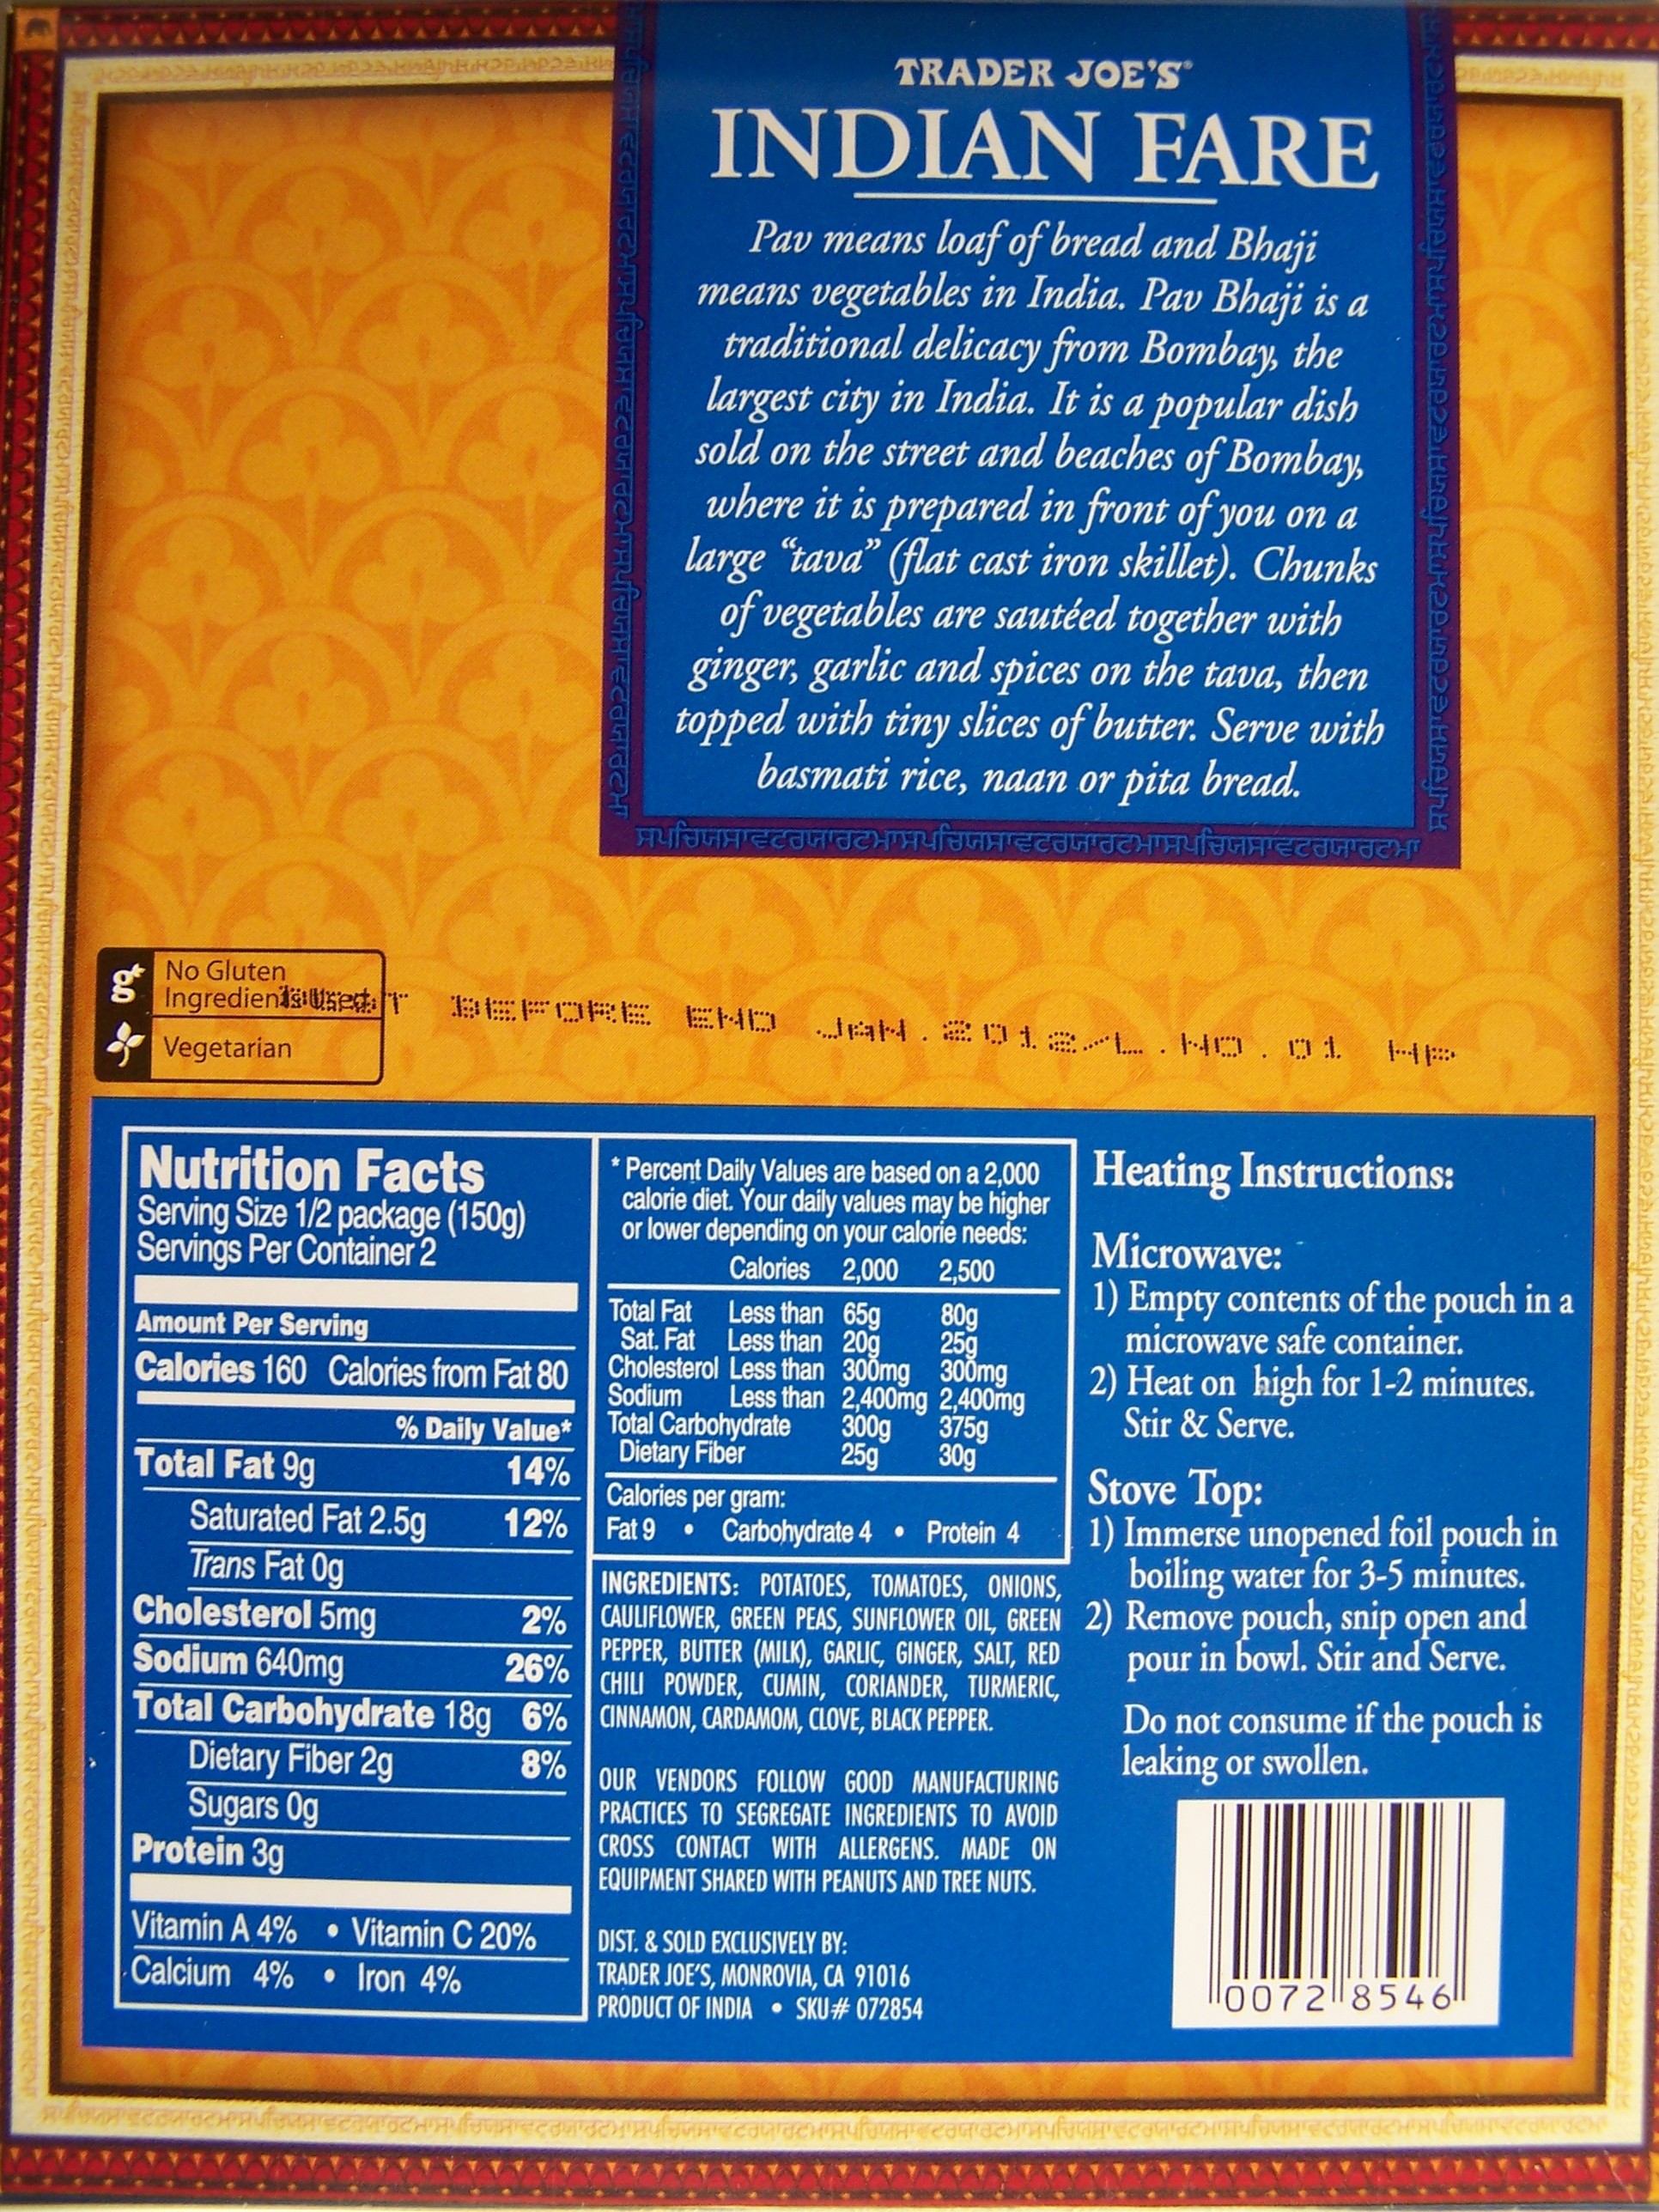 TRADER JOE'S®
INDIAN FARE
Pav means loaf of bread and Bhaji
means vegetables in India. Pav Bhaji is a
traditional delicacy from Bombay, the
largest city in India. It is a popular dish
sold on the street and beaches of Bombay,
where it is prepared in front of you on a
large “tava” (flat cast iron skillet). Chunks
of vegetables are sautéed together with
ginger, garlic and spices on the tava, then
topped with tiny slices of butter. Serve with
basmati rice, naan or pita bread.
g
No Gluten
Ingredients Used
Vegetarian
BEFORE END JAN.2012/L.NO.01 HP
Nutrition Facts
Serving Size 1/2 package (150g)
Servings Per Container 2
Amount Per Serving
Calories 160 Calories from Fat 80
% Daily Value*
Total Fat 9g 14%
Saturated Fat 2.5g 12%
Trans Fat 0g
Cholesterol 5mg 2%
Sodium 640mg 26%
Total Carbohydrate 18g 6%
Dietary Fiber 2g 8%
Sugars 0g
Protein 3g
Vitamin A 4% • Vitamin C 20%
Calcium 4% • Iron 4%
* Percent Daily Values are based on a 2,000
calorie diet. Your daily values may be higher
or lower depending on your calorie needs:
Calories 2,000 2,500
Total Fat Less than 65g 80g
Sat. Fat Less than 20g 25g
Cholesterol Less than 300mg 300mg
Sodium Less than 2,400mg 2,400mg
Total Carbohydrate 300g 375g
Dietary Fiber 25g 30g
Calories per gram:
Fat 9 • Carbohydrate 4 • Protein 4
INGREDIENTS: POTATOES, TOMATOES, ONIONS,
CAULIFLOWER, GREEN PEAS, SUNFLOWER OIL, GREEN
PEPPER, BUTTER (MILK), GARLIC, GINGER, SALT, RED
CHILI POWDER, CUMIN, CORIANDER, TURMERIC,
CINNAMON, CARDAMOM, CLOVE, BLACK PEPPER.
OUR VENDORS FOLLOW GOOD MANUFACTURING
PRACTICES TO SEGREGATE INGREDIENTS TO AVOID
CROSS CONTACT WITH ALLERGENS. MADE ON
EQUIPMENT SHARED WITH PEANUTS AND TREE NUTS.
DIST. & SOLD EXCLUSIVELY BY:
TRADER JOE'S, MONROVIA, CA 91016
PRODUCT OF INDIA • SKU# 072854
Heating Instructions:
Microwave:
1) Empty contents of the pouch in a
microwave safe container.
2) Heat on high for 1-2 minutes.
Stir & Serve.
Stove Top:
1) Immerse unopened foil pouch in
boiling water for 3-5 minutes.
2) Remove pouch, snip open and
pour in bowl. Stir and Serve.
Do not consume if the pouch is
leaking or swollen.
0072 8546